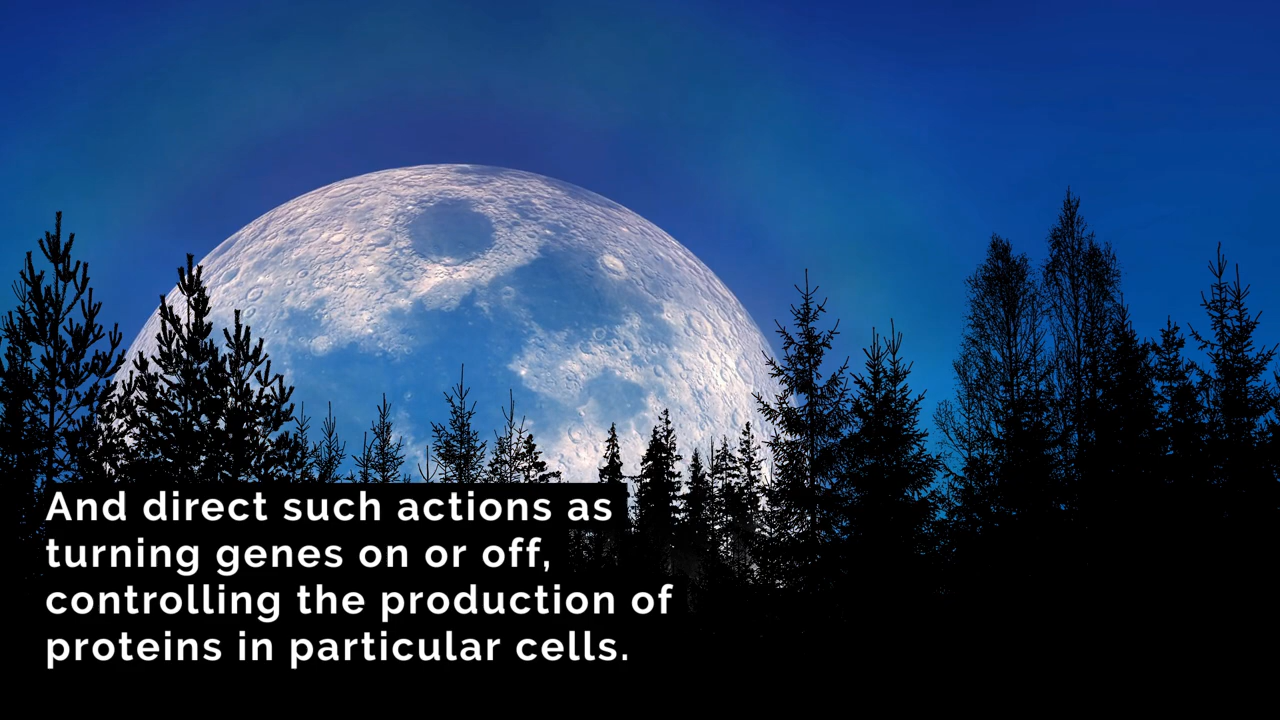 And direct such actions as
turning genes on or off,
controlling the production of
proteins in particular cells.